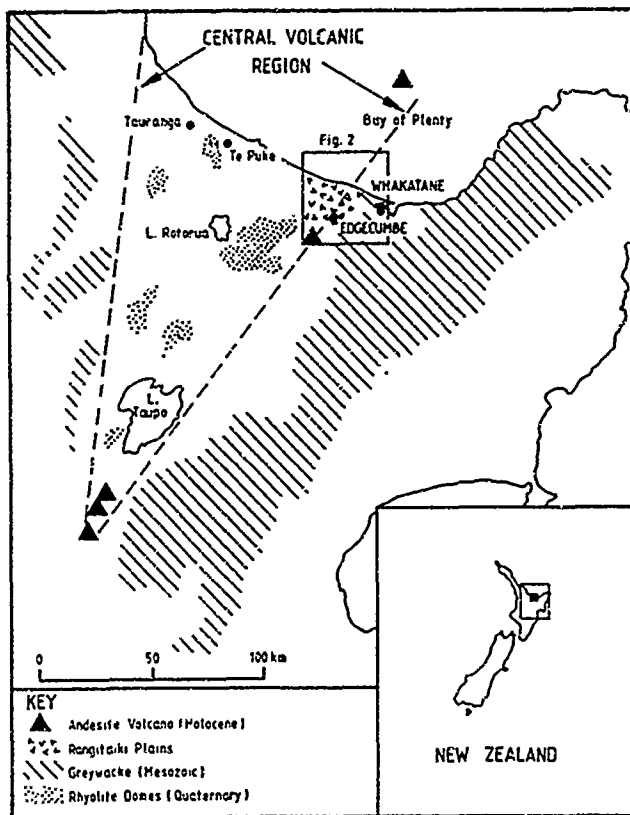 CENTRAL VOLCANIC
REGION
Bay of Plenty
Tauranga
Te Puke
Fig. 2
WHAKATANE
EDGECUMBE
L. Rotorua
L.
Taupo
0 50 100 km
KEY
Andesite Volcano (Holocene)
Rangitaiki Plains
Greywacke (Mesozoic)
Rhyolite Domes (Quaternary)
NEW ZEALAND